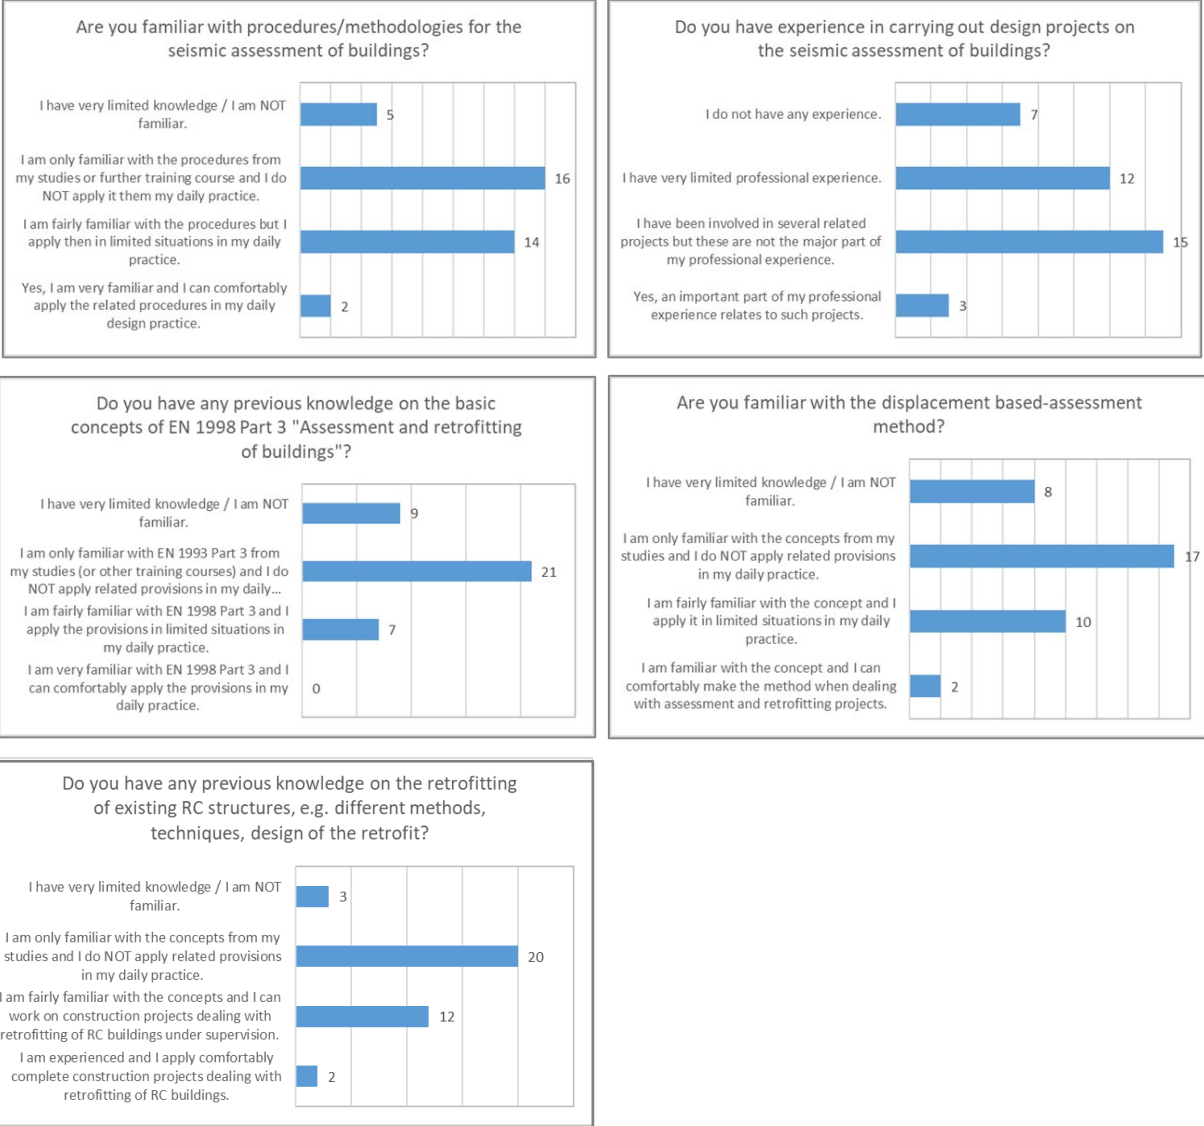 Are you familiar with procedures/methodologies for the
seismic assessment of buildings?
I have very limited knowledge / I am NOT
familiar.
5
I am only familiar with the procedures from
my studies or further training course and I do
NOT apply it them my daily practice.
16
I am fairly familiar with the procedures but I
apply then in limited situations in my daily
practice.
14
Yes, I am very familiar and I can comfortably
apply the related procedures in my daily
design practice.
2
Do you have experience in carrying out design projects on
the seismic assessment of buildings?
I do not have any experience.
7
I have very limited professional experience.
12
I have been involved in several related
projects but these are not the major part of
my professional experience.
15
Yes, an important part of my professional
experience relates to such projects.
3
Do you have any previous knowledge on the basic
concepts of EN 1998 Part 3 "Assessment and retrofitting
of buildings"?
I have very limited knowledge / I am NOT
familiar.
9
I am only familiar with EN 1993 Part 3 from
my studies (or other training courses) and I do
NOT apply related provisions in my daily...
21
I am fairly familiar with EN 1998 Part 3 and I
apply the provisions in limited situations in
my daily practice.
7
I am very familiar with EN 1998 Part 3 and I
can comfortably apply the provisions in my
daily practice.
0
Are you familiar with the displacement based-assessment
method?
I have very limited knowledge / I am NOT
familiar.
8
I am only familiar with the concepts from my
studies and I do NOT apply related provisions
in my daily practice.
17
I am fairly familiar with the concept and I
apply it in limited situations in my daily
practice.
10
I am familiar with the concept and I can
comfortably make the method when dealing
with assessment and retrofitting projects.
2
Do you have any previous knowledge on the retrofitting
of existing RC structures, e.g. different methods,
techniques, design of the retrofit?
I have very limited knowledge / I am NOT
familiar.
3
I am only familiar with the concepts from my
studies and I do NOT apply related provisions
in my daily practice.
20
I am fairly familiar with the concepts and I can
work on construction projects dealing with
retrofitting of RC buildings under supervision.
12
I am experienced and I apply comfortably
complete construction projects dealing with
retrofitting of RC buildings.
2